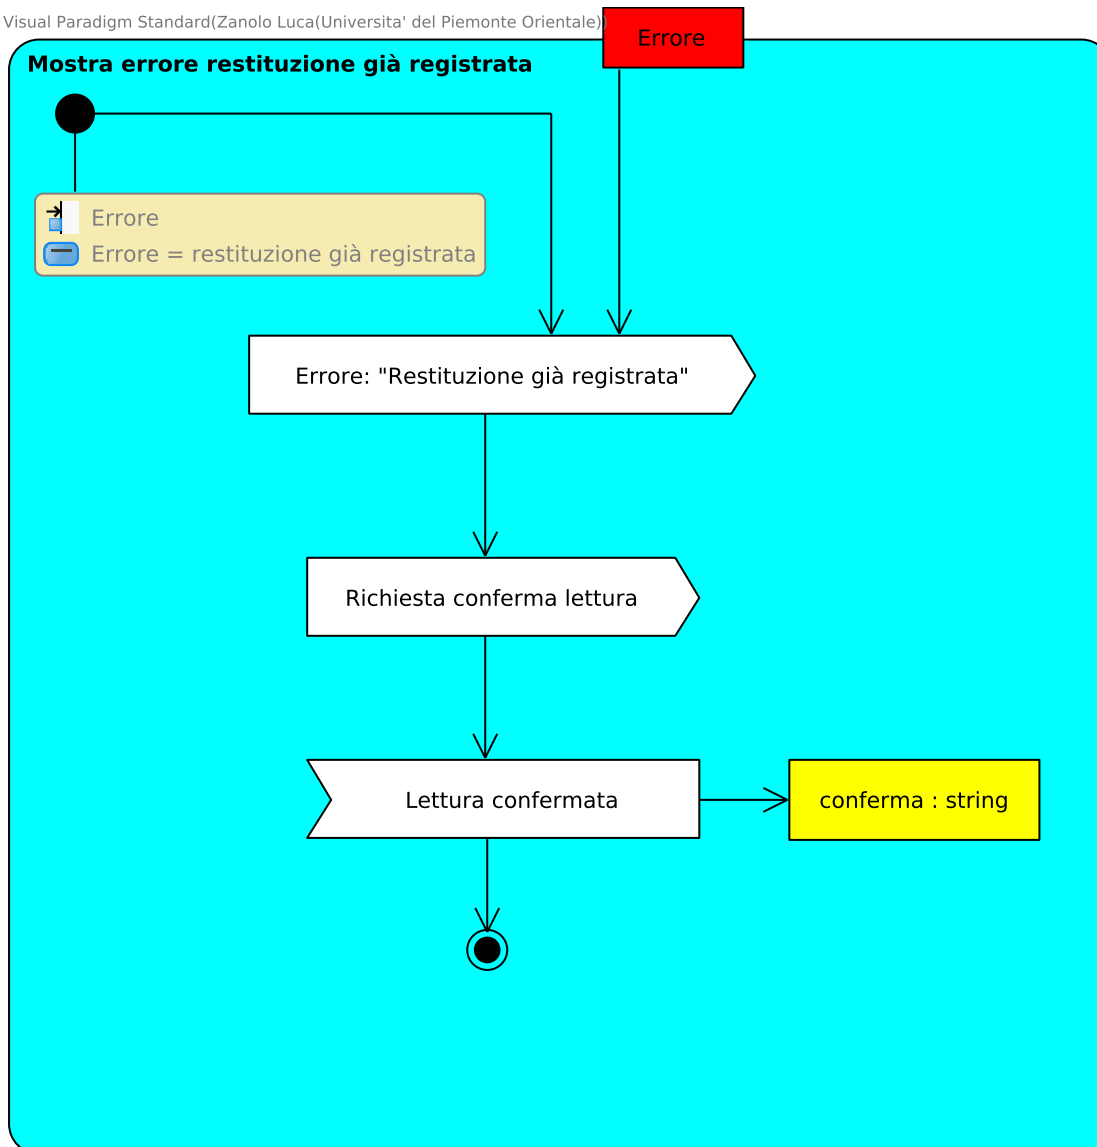 Visual Paradigm Standard(Zanolo Luca(Universita' del Piemonte Orientale))
Errore
Mostra errore restituzione già registrata
Errore
Errore = restituzione già registrata
Errore: "Restituzione già registrata"
Richiesta conferma lettura
Lettura confermata
conferma : string